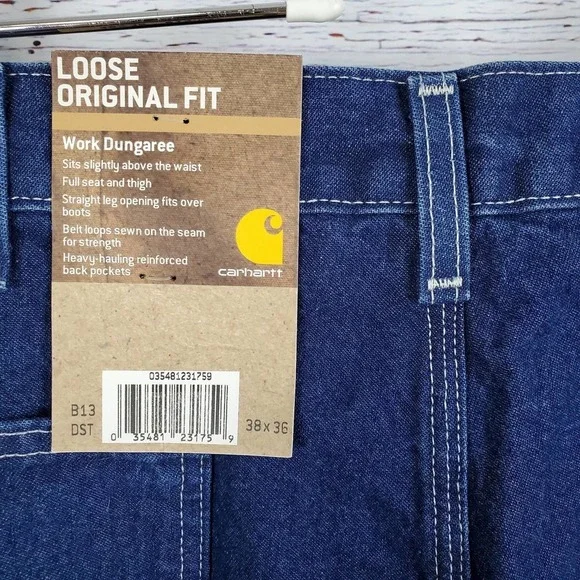 LOOSE
ORIGINAL FIT
Work Dungaree
Sits slightly above the waist
Full seat and thigh
Straight leg opening fits over
boots
Belt loops sewn on the seam
for strength
Heavy-hauling reinforced
back pockets
carhartt
035481231759
B13
DST
38 x 36
0 35481 23175 9